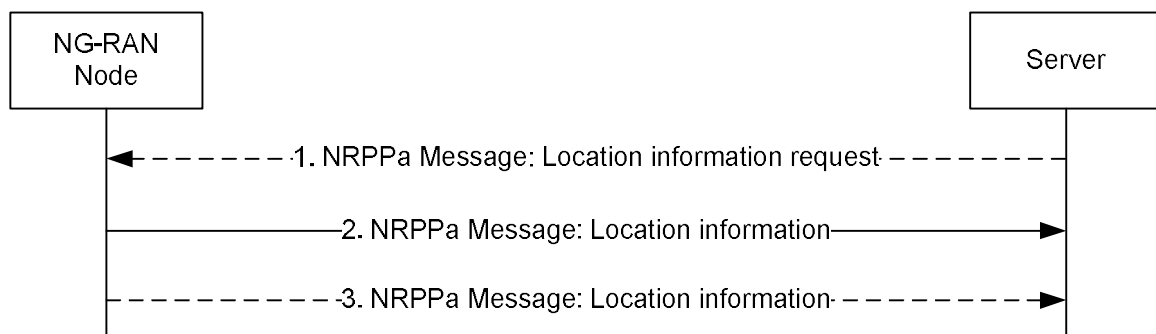 NG-RAN
Node
Server
1. NRPPa Message: Location information request
2. NRPPa Message: Location information
3. NRPPa Message: Location information